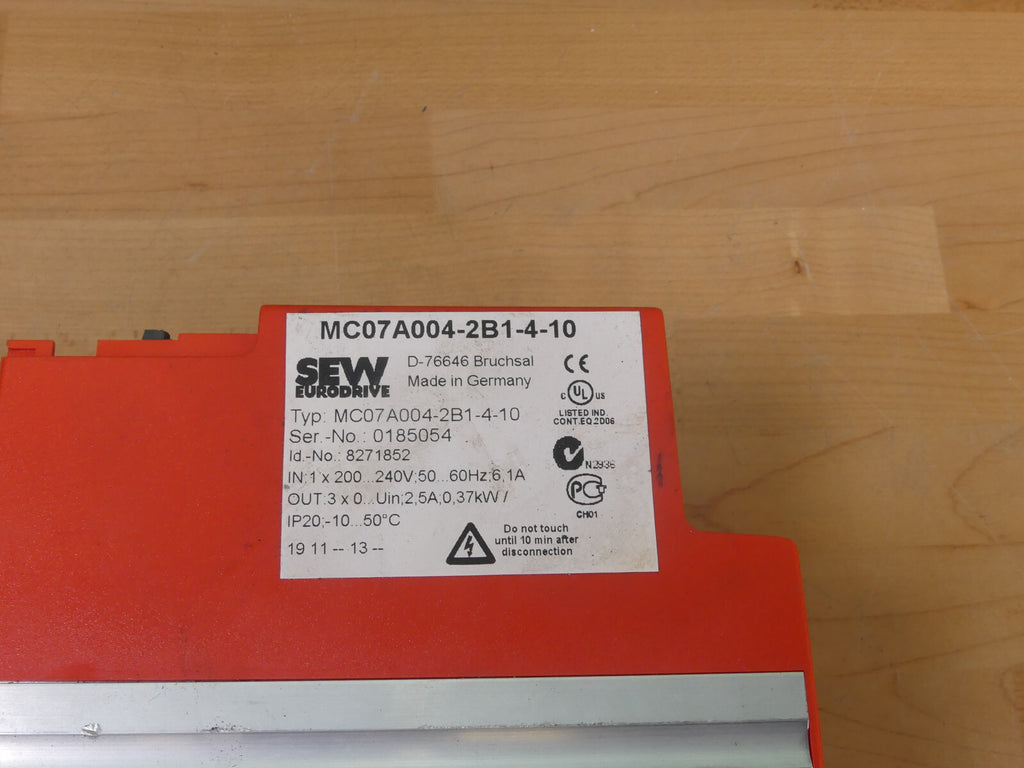 MC07A004-2B1-4-10
SEW
EURODRIVE
D-76646 Bruchsal
Made in Germany
CE
c UL us
LISTED IND.
CONT.EQ.2D06
Typ: MC07A004-2B1-4-10
Ser.-No.: 0185054
Id.-No.: 8271852
N2936
IN;1 x 200...240V;50...60Hz;6,1A
OUT:3 x 0...Uin;2,5A,0,37kW /
PCT
CH01
IP20;-10...50°C
19 11 -- 13 --
Do not touch
until 10 min after
disconnection